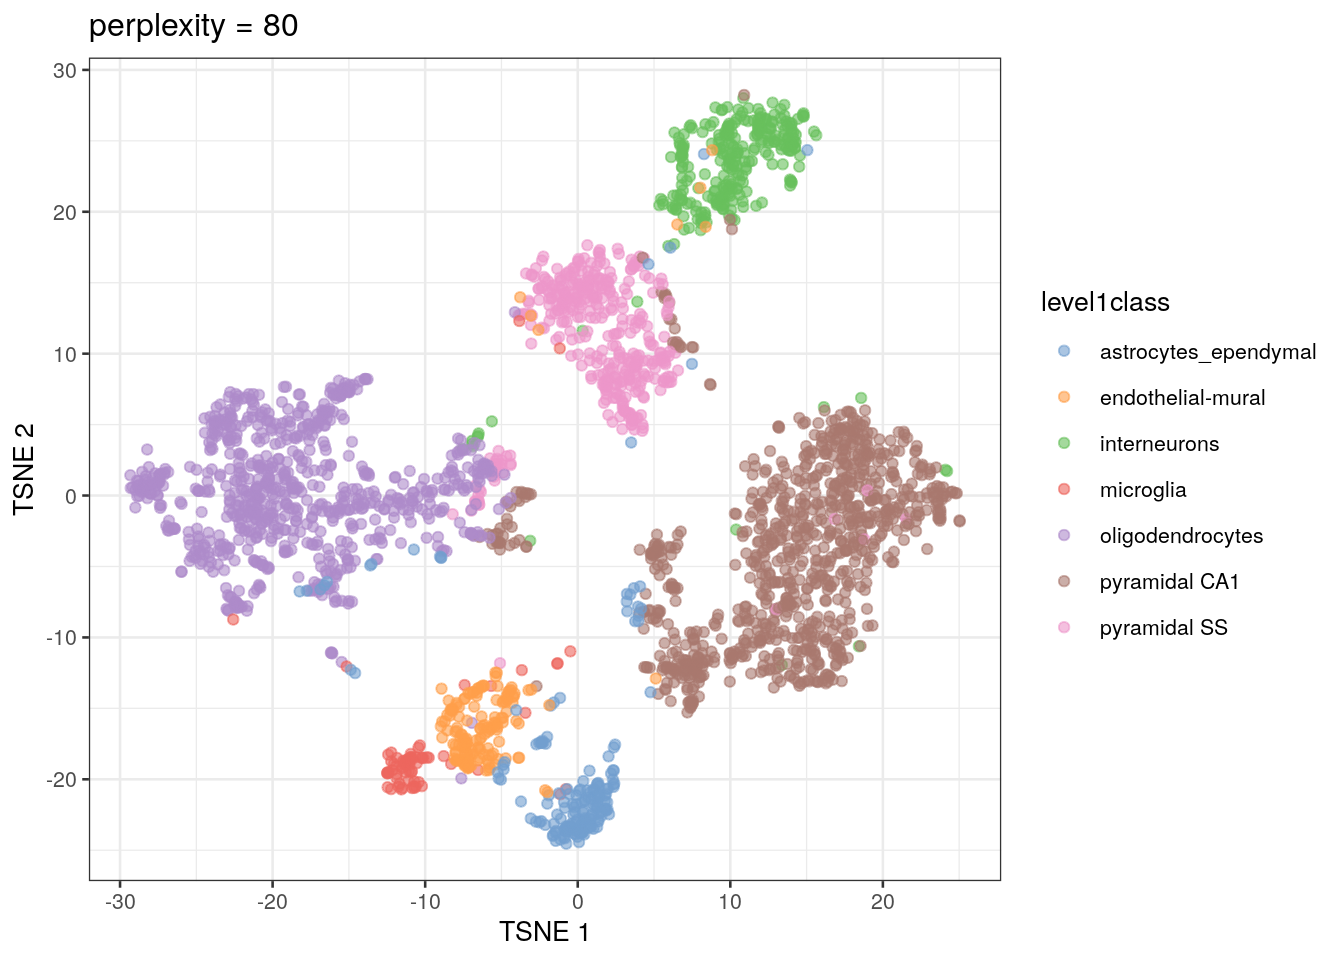 perplexity = 80
30
20
10
0
-10
-20
-30
-20
-10
0
10
20
TSNE 1
TSNE 2
level1class
astrocytes_ependymal
endothelial-mural
interneurons
microglia
oligodendrocytes
pyramidal CA1
pyramidal SS